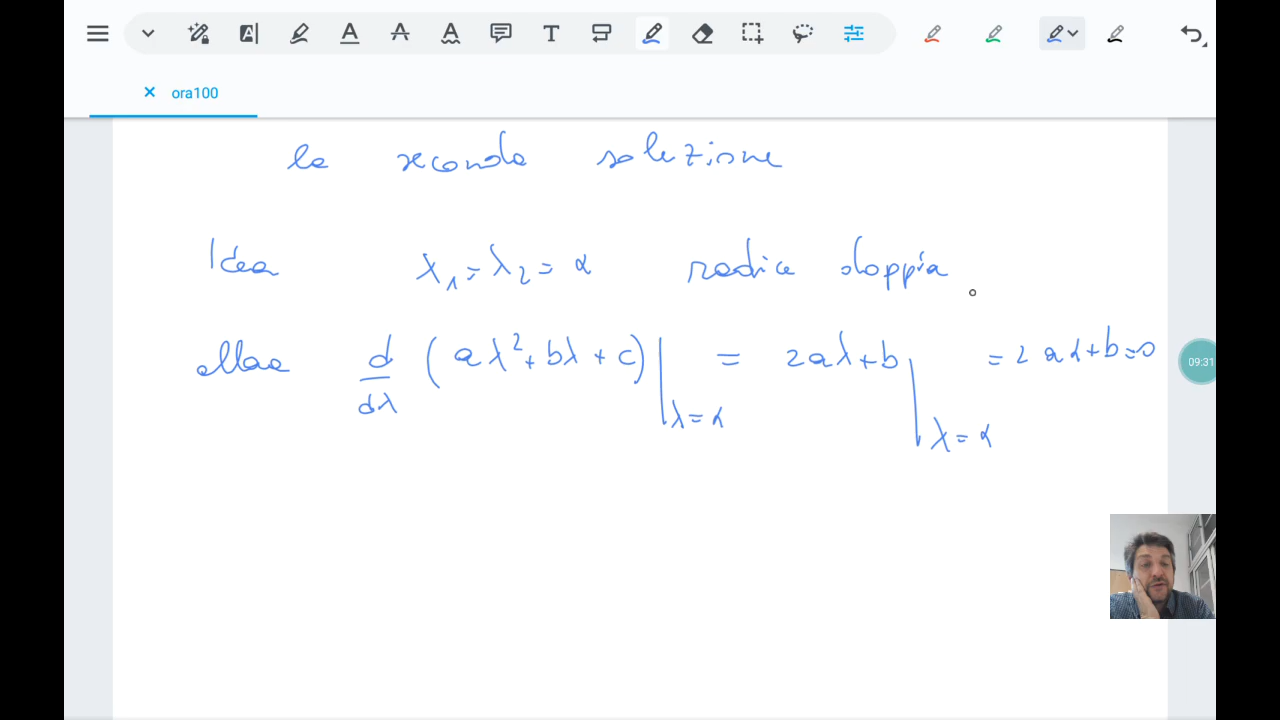 ora100
la seconda soluzione
Idea λ₁ = λ₂ = α radice doppia
allora d/dλ (aλ² + bλ + c) |λ=α = 2aλ + b |λ=α = 2aα + b = 0
09:31